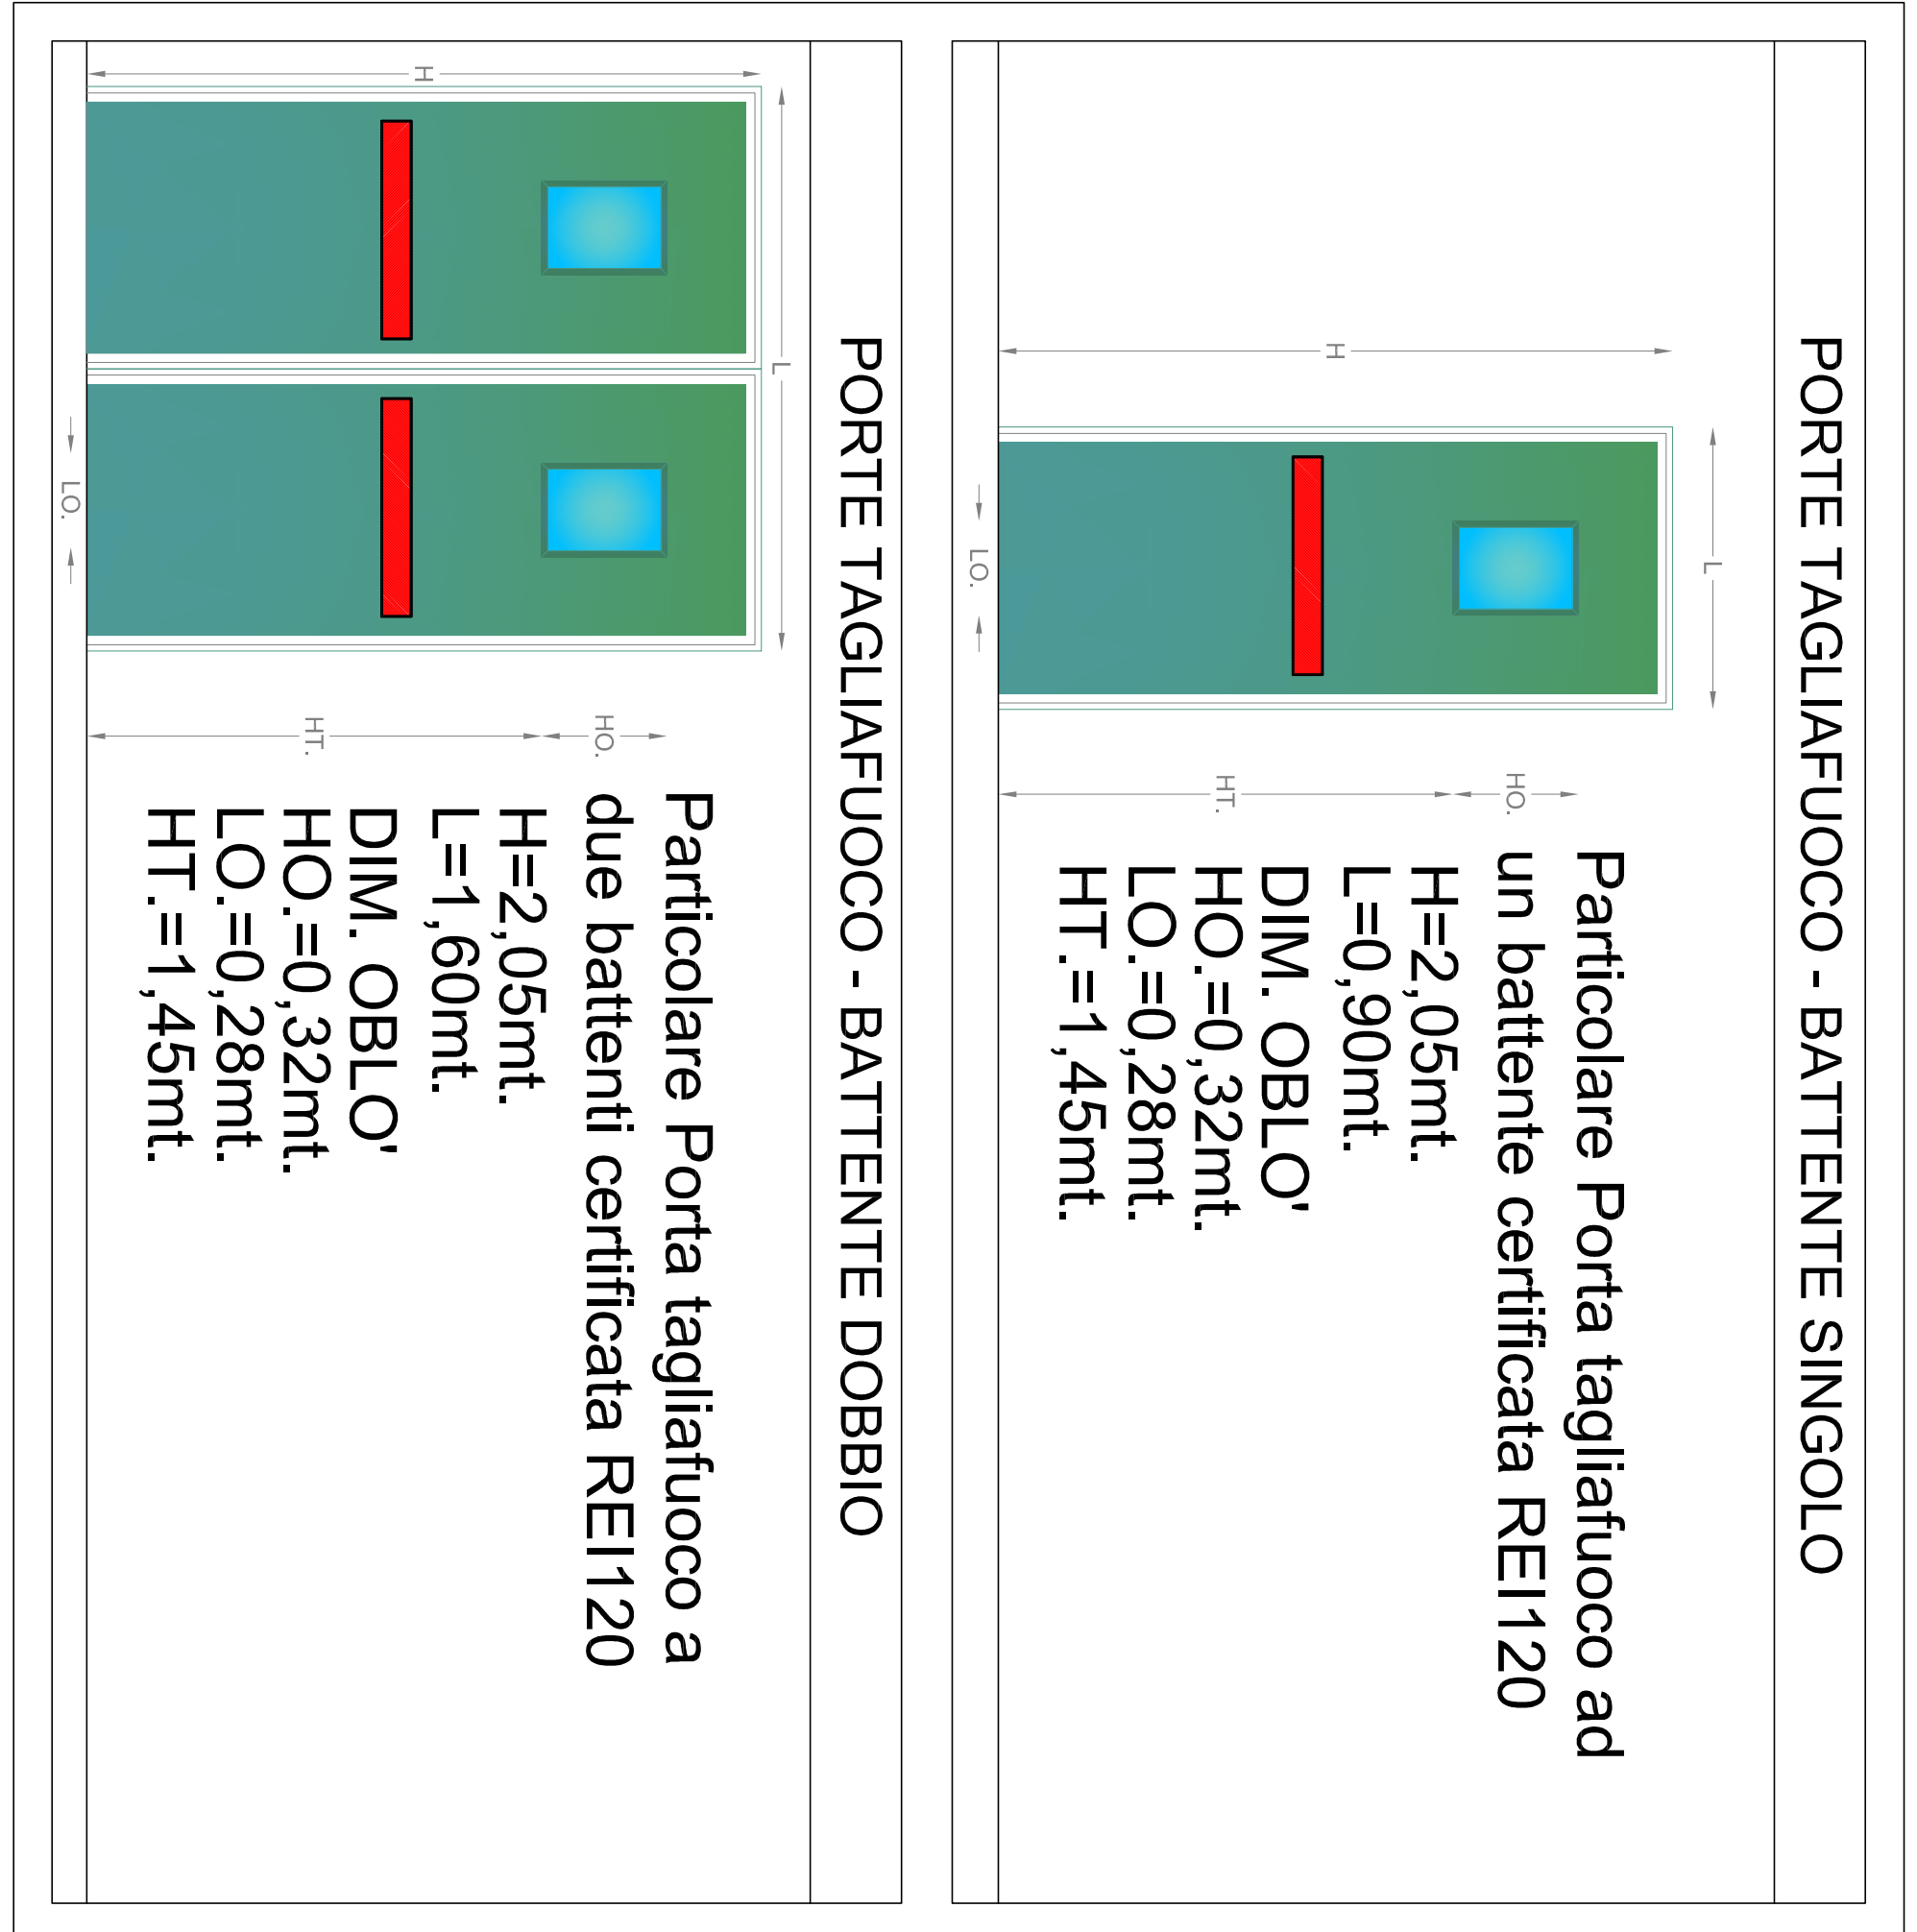 PORTE TAGLIAFUOCO - BATTENTE SINGOLO
L
H
HO.
HT.
LO.
Particolare Porta tagliafuoco ad
un battente certificata REI120
H=2,05mt.
L=0,90mt.
DIM. OBLO'
HO.=0,32mt.
LO.=0,28mt.
HT.=1,45mt.
PORTE TAGLIAFUOCO - BATTENTE DOBBIO
L
H
HO.
HT.
LO.
Particolare Porta tagliafuoco a
due battenti certificata REI120
H=2,05mt.
L=1,60mt.
DIM. OBLO'
HO.=0,32mt.
LO.=0,28mt.
HT.=1,45mt.